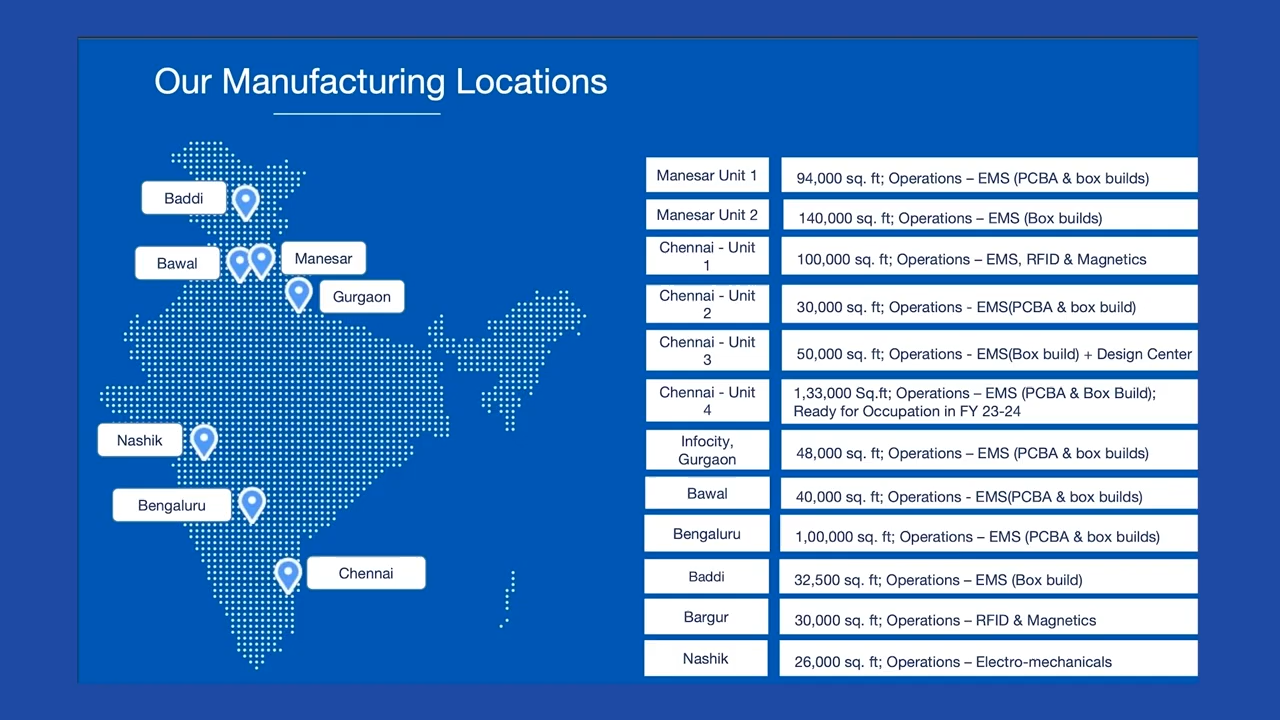 Our Manufacturing Locations
Baddi
Bawal
Manesar
Gurgaon
Nashik
Bengaluru
Chennai
Manesar Unit 1
94,000 sq. ft; Operations – EMS (PCBA & box builds)
Manesar Unit 2
140,000 sq. ft; Operations – EMS (Box builds)
Chennai - Unit
1
100,000 sq. ft; Operations – EMS, RFID & Magnetics
Chennai - Unit
2
30,000 sq. ft; Operations - EMS(PCBA & box build)
Chennai - Unit
3
50,000 sq. ft; Operations - EMS(Box build) + Design Center
Chennai - Unit
4
1,33,000 Sq.ft; Operations – EMS (PCBA & Box Build);
Ready for Occupation in FY 23-24
Infocity,
Gurgaon
48,000 sq. ft; Operations – EMS (PCBA & box builds)
Bawal
40,000 sq. ft; Operations - EMS(PCBA & box builds)
Bengaluru
1,00,000 sq. ft; Operations – EMS (PCBA & box builds)
Baddi
32,500 sq. ft; Operations – EMS (Box build)
Bargur
30,000 sq. ft; Operations – RFID & Magnetics
Nashik
26,000 sq. ft; Operations – Electro-mechanicals